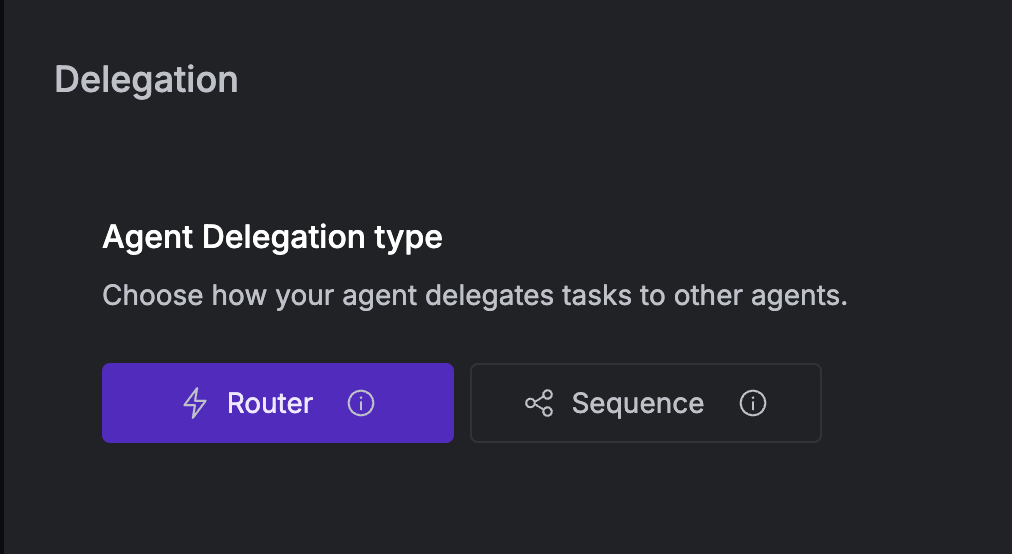 Delegation
Agent Delegation type
Choose how your agent delegates tasks to other agents.
Router
Sequence